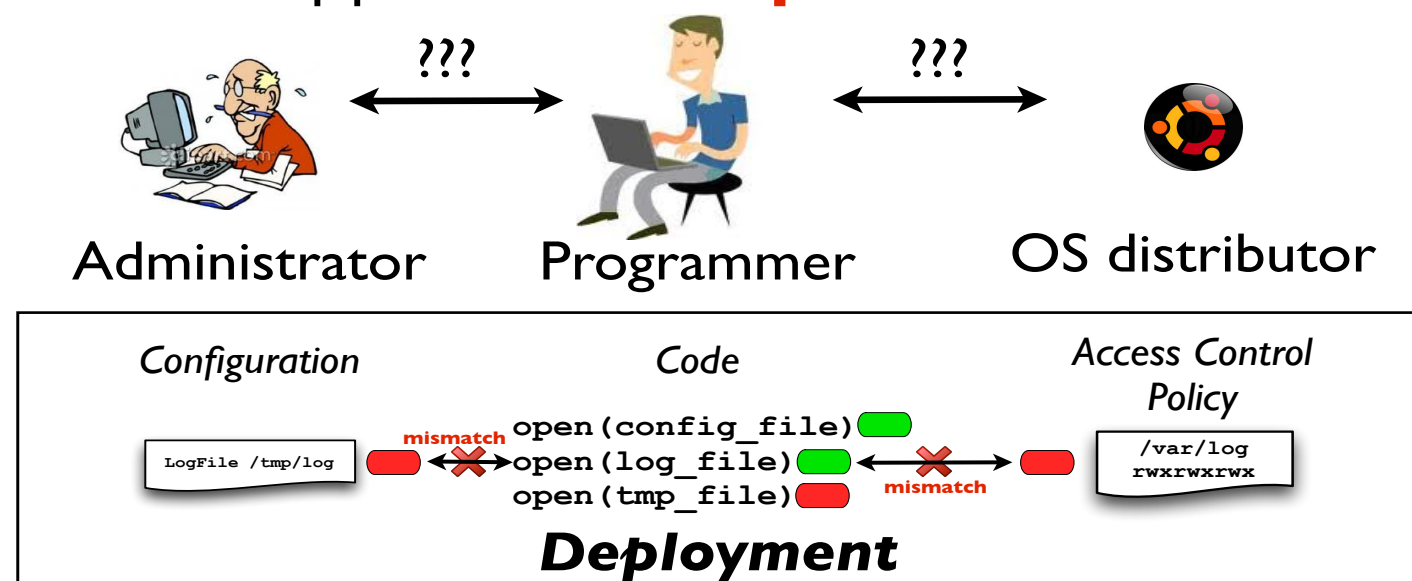 ??? ???
Administrator Programmer OS distributor
Configuration Code Access Control
Policy
open(config_file)
LogFile /tmp/log mismatch open(log_file) mismatch /var/log
rwxrwxrwx
open(tmp_file)
Deployment